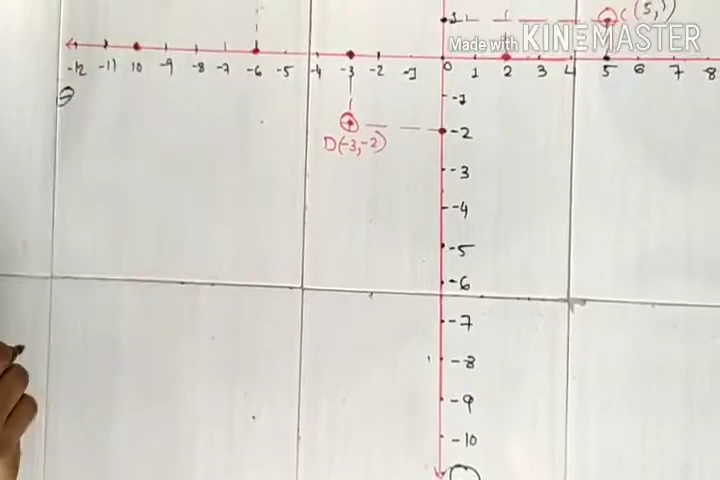 1
C(5,1)
Made with KINEMASTER
-12 -11 10 -9 -8 -7 -6 -5 -4 -3 -2 -1 0 1 2 3 4 5 6 7 8
-1
-2
D(-3,-2)
-3
-4
-5
-6
-7
-8
-9
-10